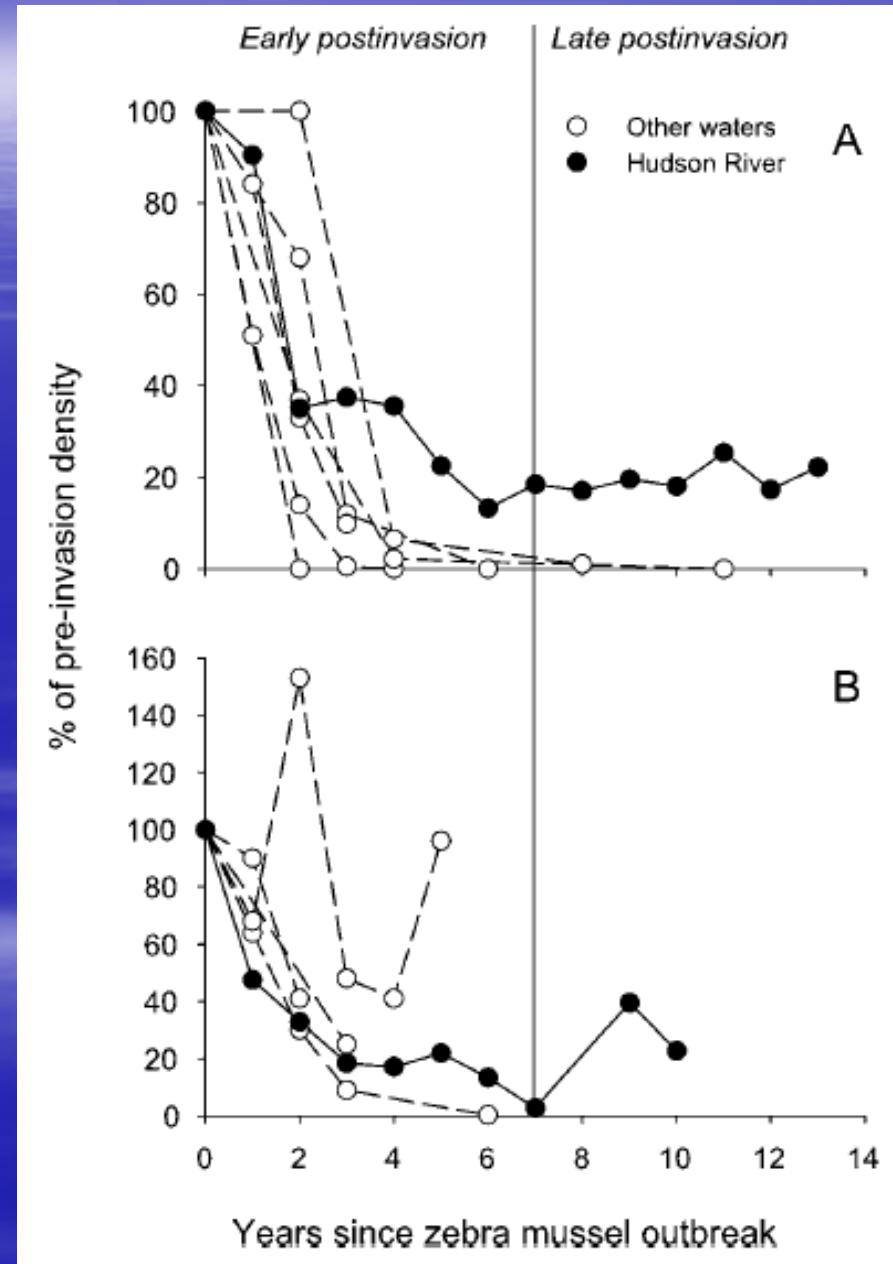 Early postinvasion Late postinvasion
Other waters
Hudson River
A
100
80
60
40
20
0
% of pre-invasion density
B
160
140
120
100
80
60
40
20
0
0 2 4 6 8 10 12 14
Years since zebra mussel outbreak